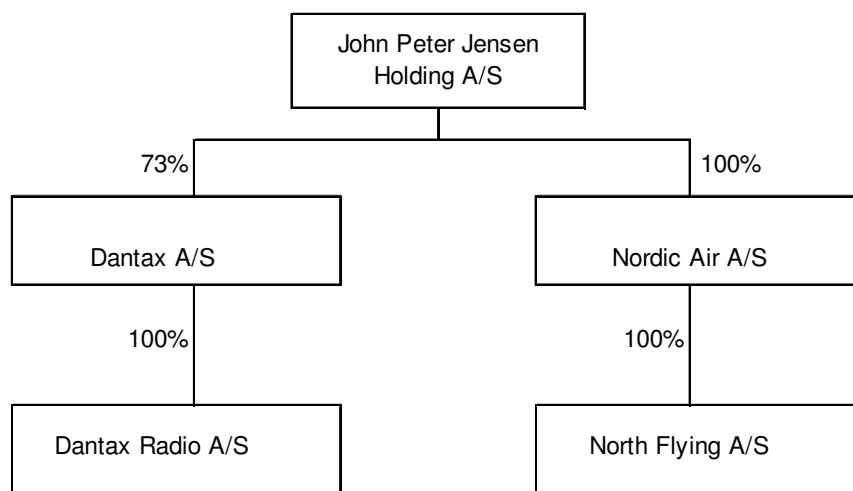 John Peter Jensen
Holding A/S
73%
100%
Dantax A/S
Nordic Air A/S
100%
100%
Dantax Radio A/S
North Flying A/S